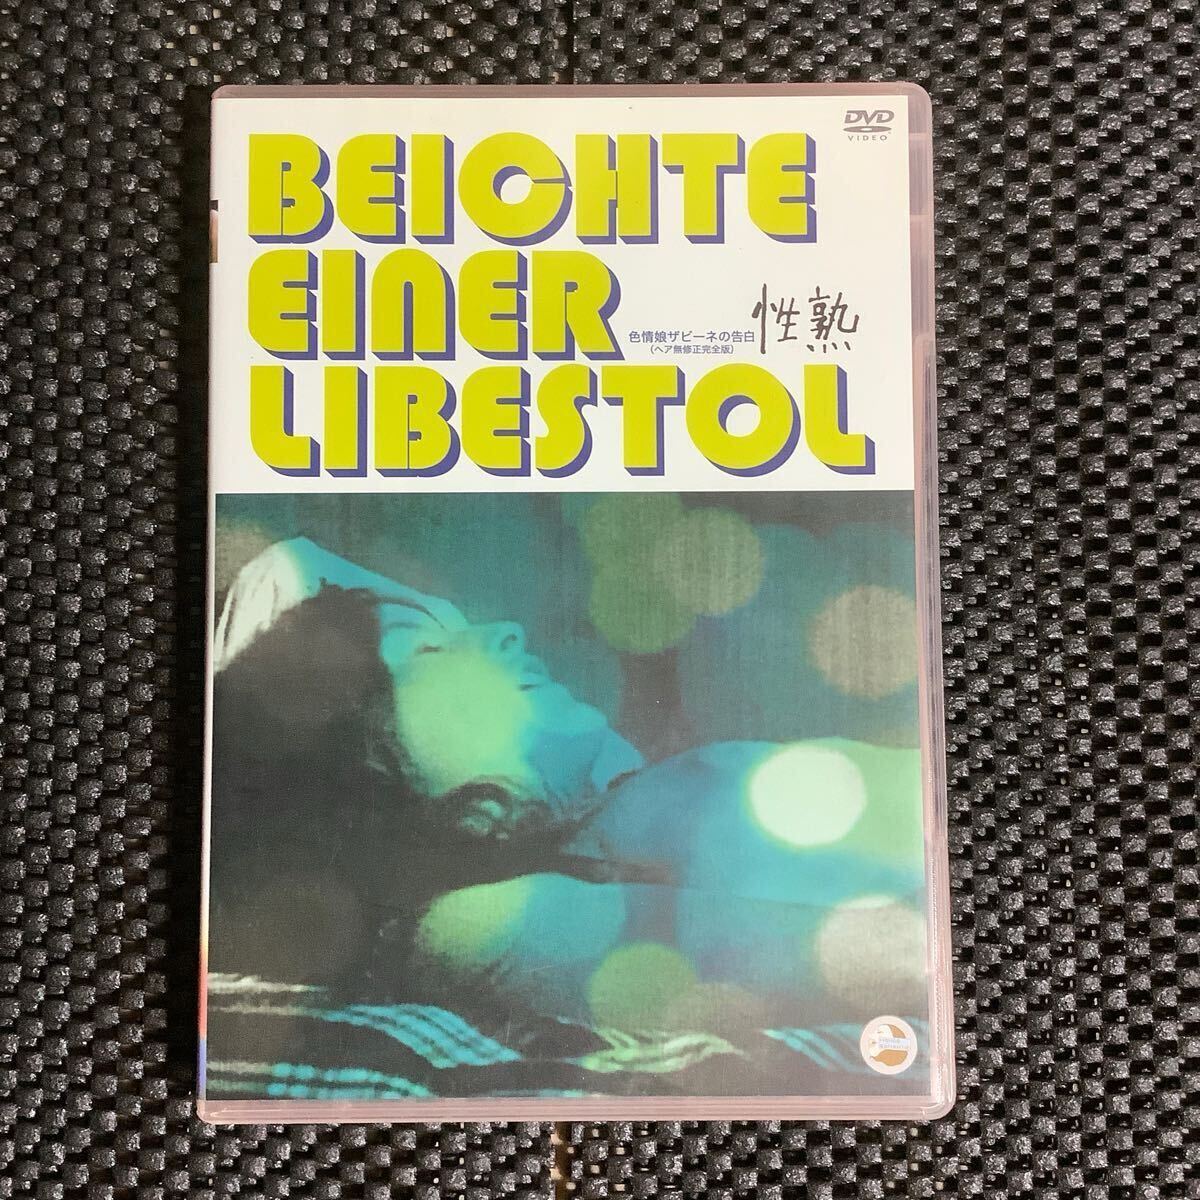 DVD
VIDEO
BEICHTE
EINER
色情娘ザビーネの告白
(ヘア無修正完全版)
性熟
LIBESTOL